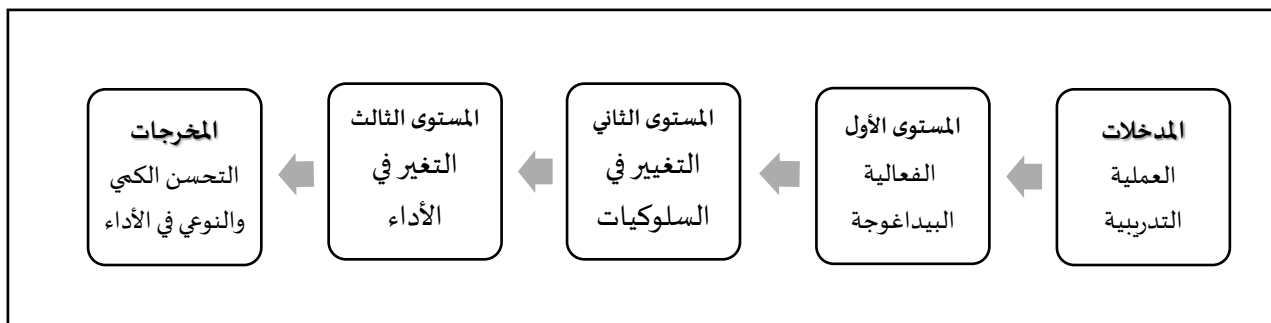 المدخلات
العملية
التدريبية
المستوى الأول
الفعالية
البيداغوجة
المستوى الثاني
التغيير في
السلوكيات
المستوى الثالث
التغير في
الأداء
المخرجات
التحسن الكمي
والنوعي في الأداء